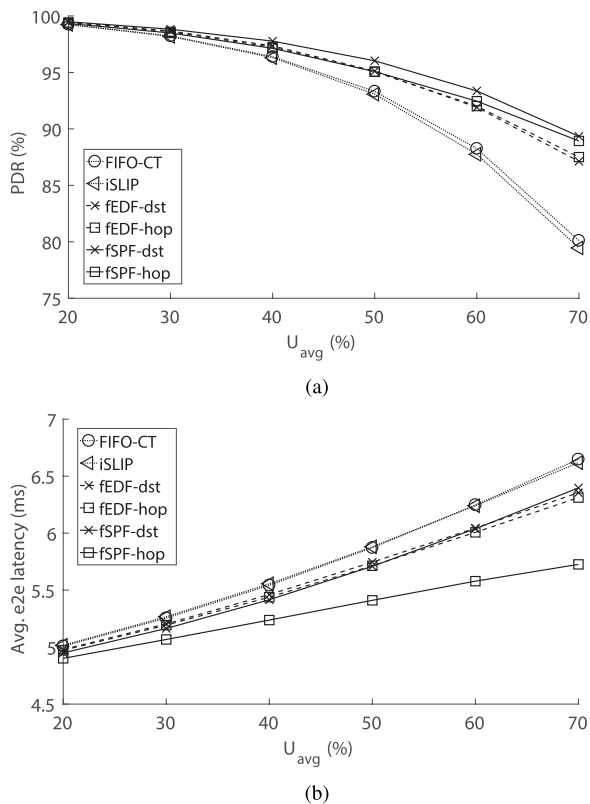 100
95
90
85
80
75
PDR (%)
FIFO-CT
iSLIP
fEDF-dst
fEDF-hop
fSPF-dst
fSPF-hop
20 30 40 50 60 70
U avg (%)
(a)
7
6.5
6
5.5
5
4.5
Avg. e2e latency (ms)
FIFO-CT
iSLIP
fEDF-dst
fEDF-hop
fSPF-dst
fSPF-hop
20 30 40 50 60 70
U avg (%)
(b)